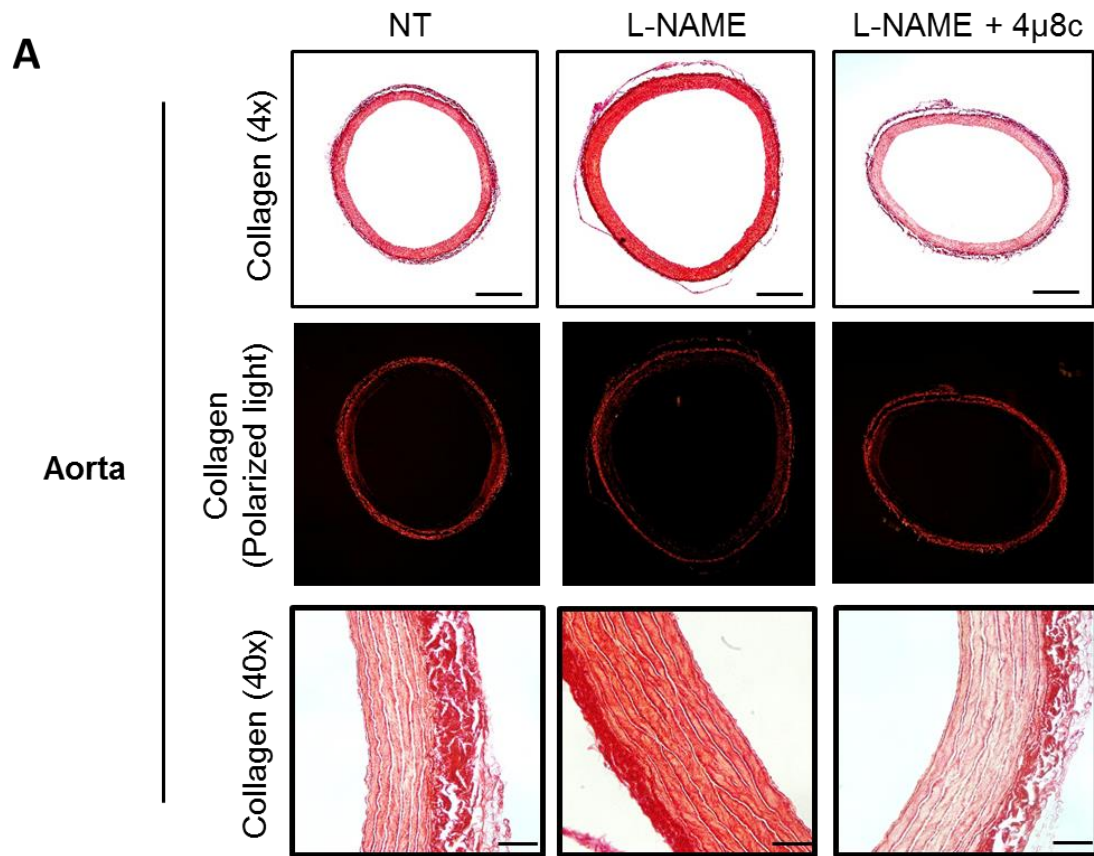 A
NT
L-NAME
L-NAME + 4µ8c
Collagen (4x)
Collagen
(Polarized light)
Aorta
Collagen (40x)